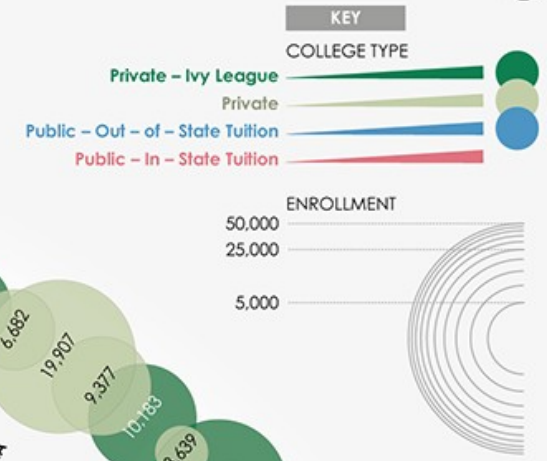 KEY
COLLEGE TYPE
Private – Ivy League
Private
Public – Out – of – State Tuition
Public – In – State Tuition
ENROLLMENT
50,000
25,000
5,000
6,682
19,907
9,377
10,183